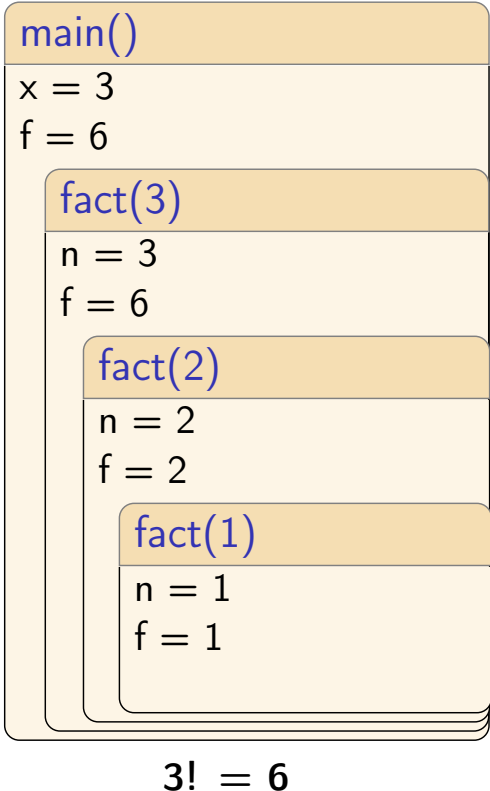 main()
x = 3
f = 6
fact(3)
n = 3
f = 6
fact(2)
n = 2
f = 2
fact(1)
n = 1
f = 1
3! = 6